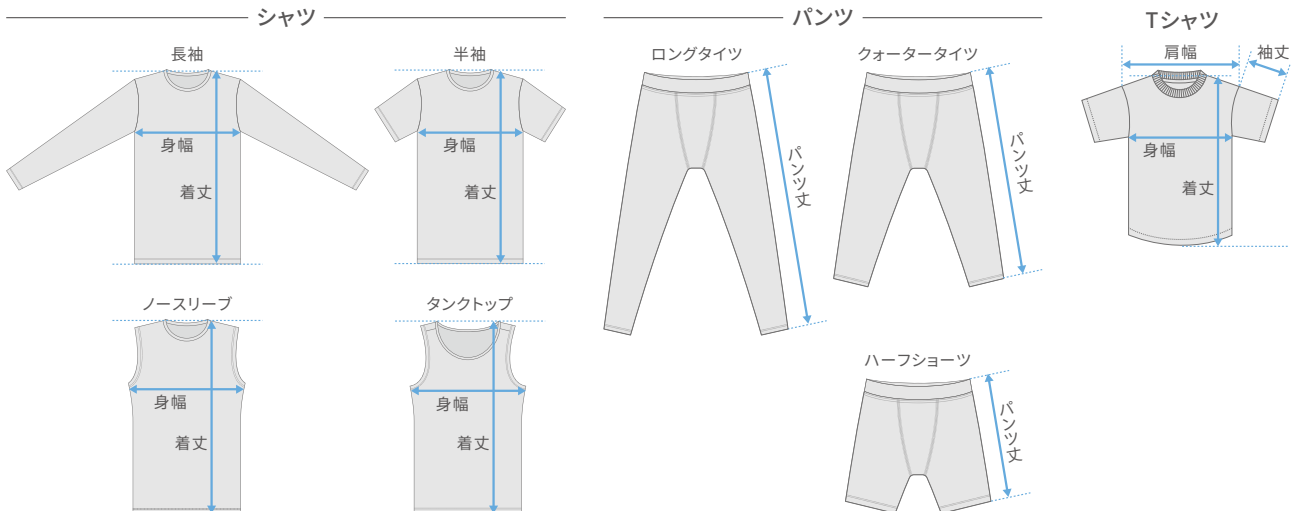 シャツ
長袖
身幅
着丈
半袖
身幅
着丈
ノースリーブ
身幅
着丈
タンクトップ
身幅
着丈
パンツ
ロングタイツ
パンツ丈
クォータータイツ
パンツ丈
ハーフショーツ
パンツ丈
Tシャツ
肩幅
袖丈
身幅
着丈